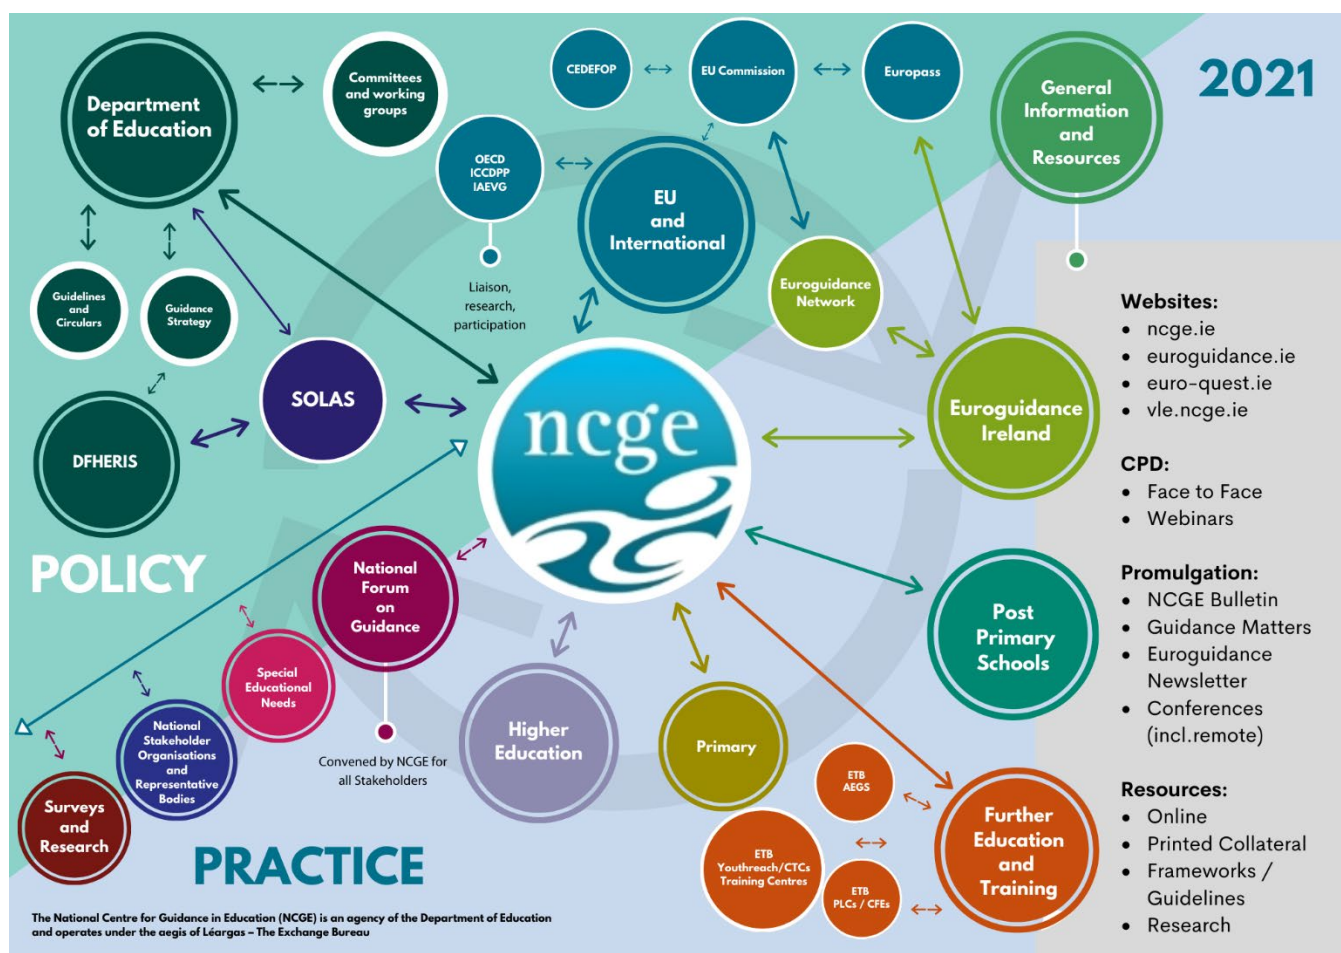 2021
Department
of Education
Committees
and working
groups
CEDEFOP
EU Commission
Europass
General
Information
and
Resources
OECD
ICCDPP
IAEVG
EU
and
International
Liaison,
research,
participation
Guidelines
and
Circulars
Guidance
Strategy
Euroguidance
Network
SOLAS
DFHERIS
ncge
Euroguidance
Ireland
POLICY
National
Forum
on
Guidance
Convened by NCGE for
all Stakeholders
Special
Educational
Needs
National
Stakeholder
Organisations
and
Representative
Bodies
Surveys
and
Research
Higher
Education
Primary
Post
Primary
Schools
ETB
AEGS
ETB
Youthreach/CTCs
Training Centres
ETB
PLCs / CFEs
Further
Education
and
Training
PRACTICE
The National Centre for Guidance in Education (NCGE) is an agency of the Department of Education
and operates under the aegis of Léargas – The Exchange Bureau
Websites:
• ncge.ie
• euroguidance.ie
• euro-quest.ie
• vle.ncge.ie
CPD:
• Face to Face
• Webinars
Promulgation:
• NCGE Bulletin
• Guidance Matters
• Euroguidance
Newsletter
• Conferences
(incl.remote)
Resources:
• Online
• Printed Collateral
• Frameworks /
Guidelines
• Research